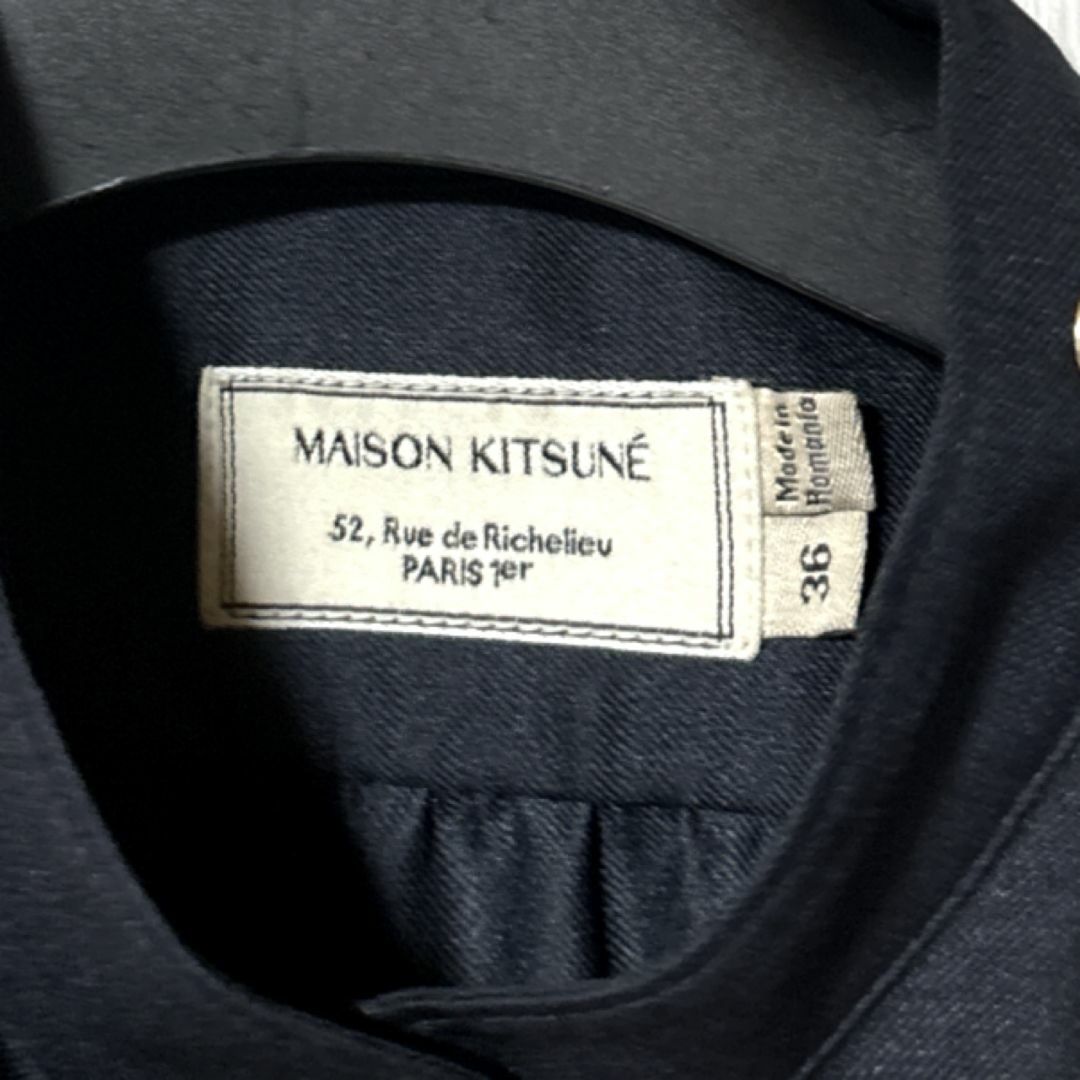 MAISON KITSUNÉ
52, Rue de Richelieu
PARIS 1er
Made in
Romania
36